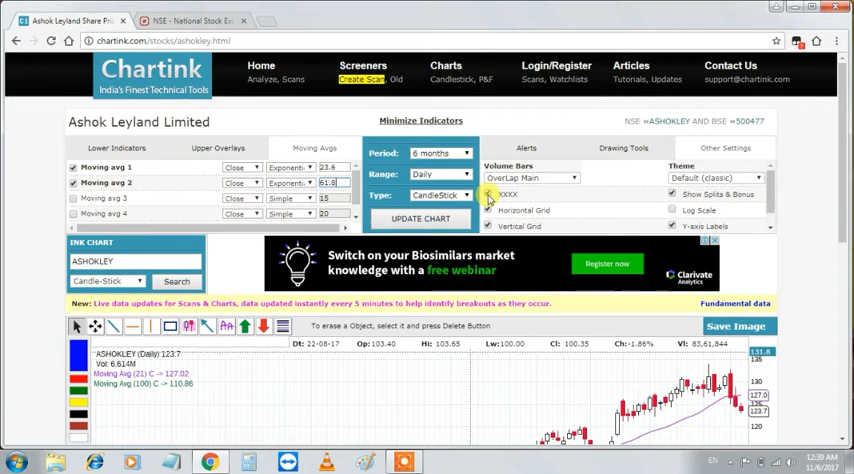 Ashok Leyland Share Pri
NSE - National Stock Exc
chartink.com/stocks/ashokley.html
Chartink
India's Finest Technical Tools
Home
Analyze, Scans
Screeners
Create Scan, Old
Charts
Candlestick, P&F
Login/Register
Scans, Watchlists
Articles
Tutorials, Updates
Contact Us
support@chartink.com
Ashok Leyland Limited
Minimize Indicators
NSE »ASHOKLEY AND BSE »500477
Lower Indicators
Upper Overlays
Moving Avgs
Period: 6 months
Range: Daily
Type: CandleStick
UPDATE CHART
Alerts
Drawing Tools
Other Settings
Moving avg 1 Close Exponenti 23.6
Moving avg 2 Close Exponenti 61.8
Moving avg 3 Close Simple 15
Moving avg 4 Close Simple 20
Volume Bars
OverLap Main
XXXX
Horizontal Grid
Vertical Grid
Theme
Default (classic)
Show Splits & Bonus
Log Scale
Y-axis Labels
INK CHART
ASHOKLEY
Candle-Stick
Search
Switch on your Biosimilars market
knowledge with a free webinar
Register now
Clarivate
Analytics
New: Live data updates for Scans & Charts, data updated instantly every 5 minutes to help identify breakouts as they occur.
Fundamental data
To erase a Object, select it and press Delete Button
Save Image
ASHOKLEY (Daily) 123.7
Vol: 6.614M
Moving Avg (21) C -> 127.02
Moving Avg (100) C -> 110.86
Dt: 22-08-17 Op: 103.40 Hi: 103.65 Lw: 100.00 Cl: 100.35 Ch: -1.86% Vl: 83,61,844
131.8
135
130
127.0
125
123.7
120
EN
12:39 AM
11/6/2017